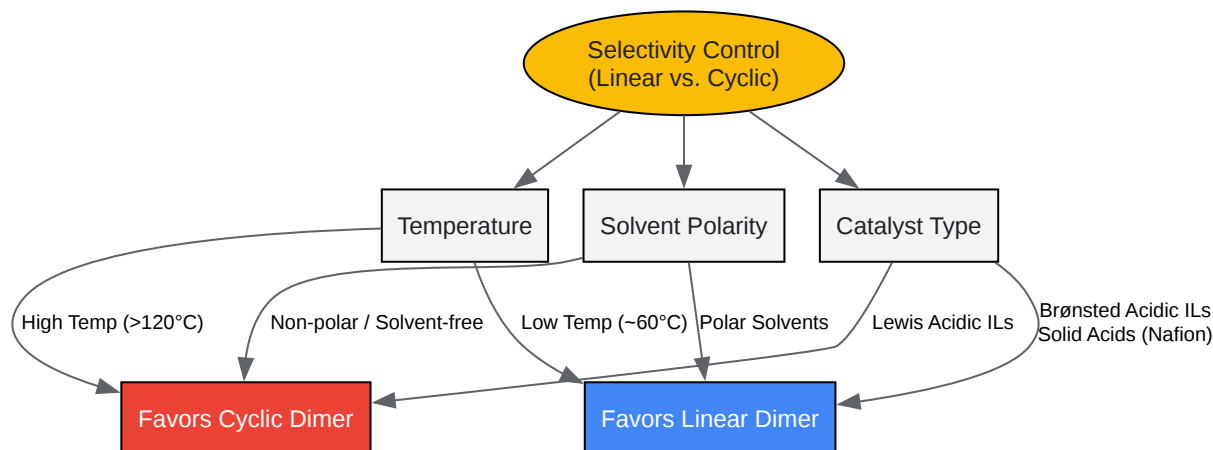 Selectivity Control
(Linear vs. Cyclic)
Temperature
Solvent Polarity
Catalyst Type
High Temp (>120°C)
Non-polar / Solvent-free
Low Temp (~60°C)
Polar Solvents
Lewis Acidic ILs
Brønsted Acidic ILs
Solid Acids (Nafion)
Favors Cyclic Dimer
Favors Linear Dimer